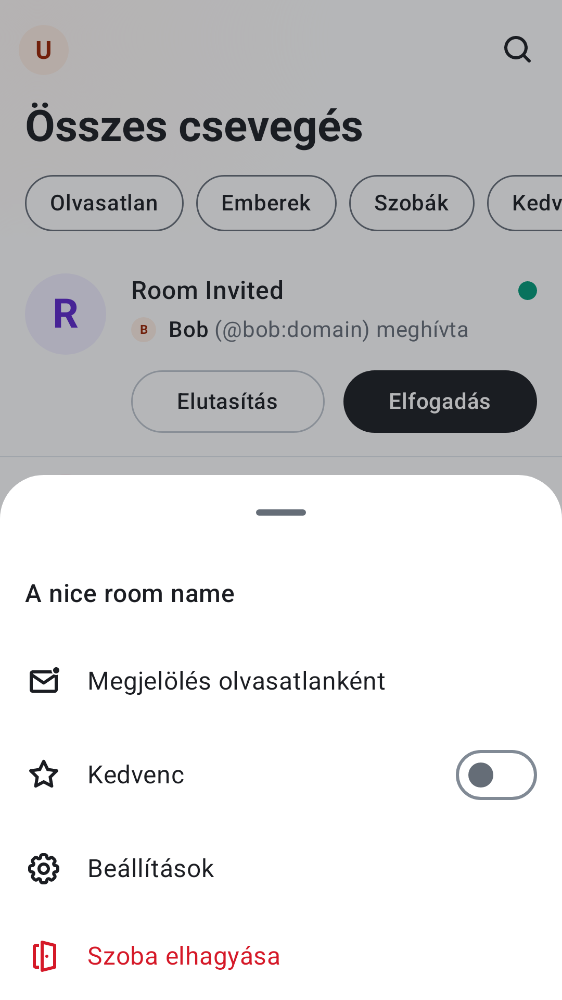 U
Összes csevegés
Olvasatlan Emberek Szobák Kedv
R
Room Invited
B Bob (@bob:domain) meghívta
Elutasítás Elfogadás
A nice room name
Megjelölés olvasatlanként
Kedvenc
Beállítások
Szoba elhagyása